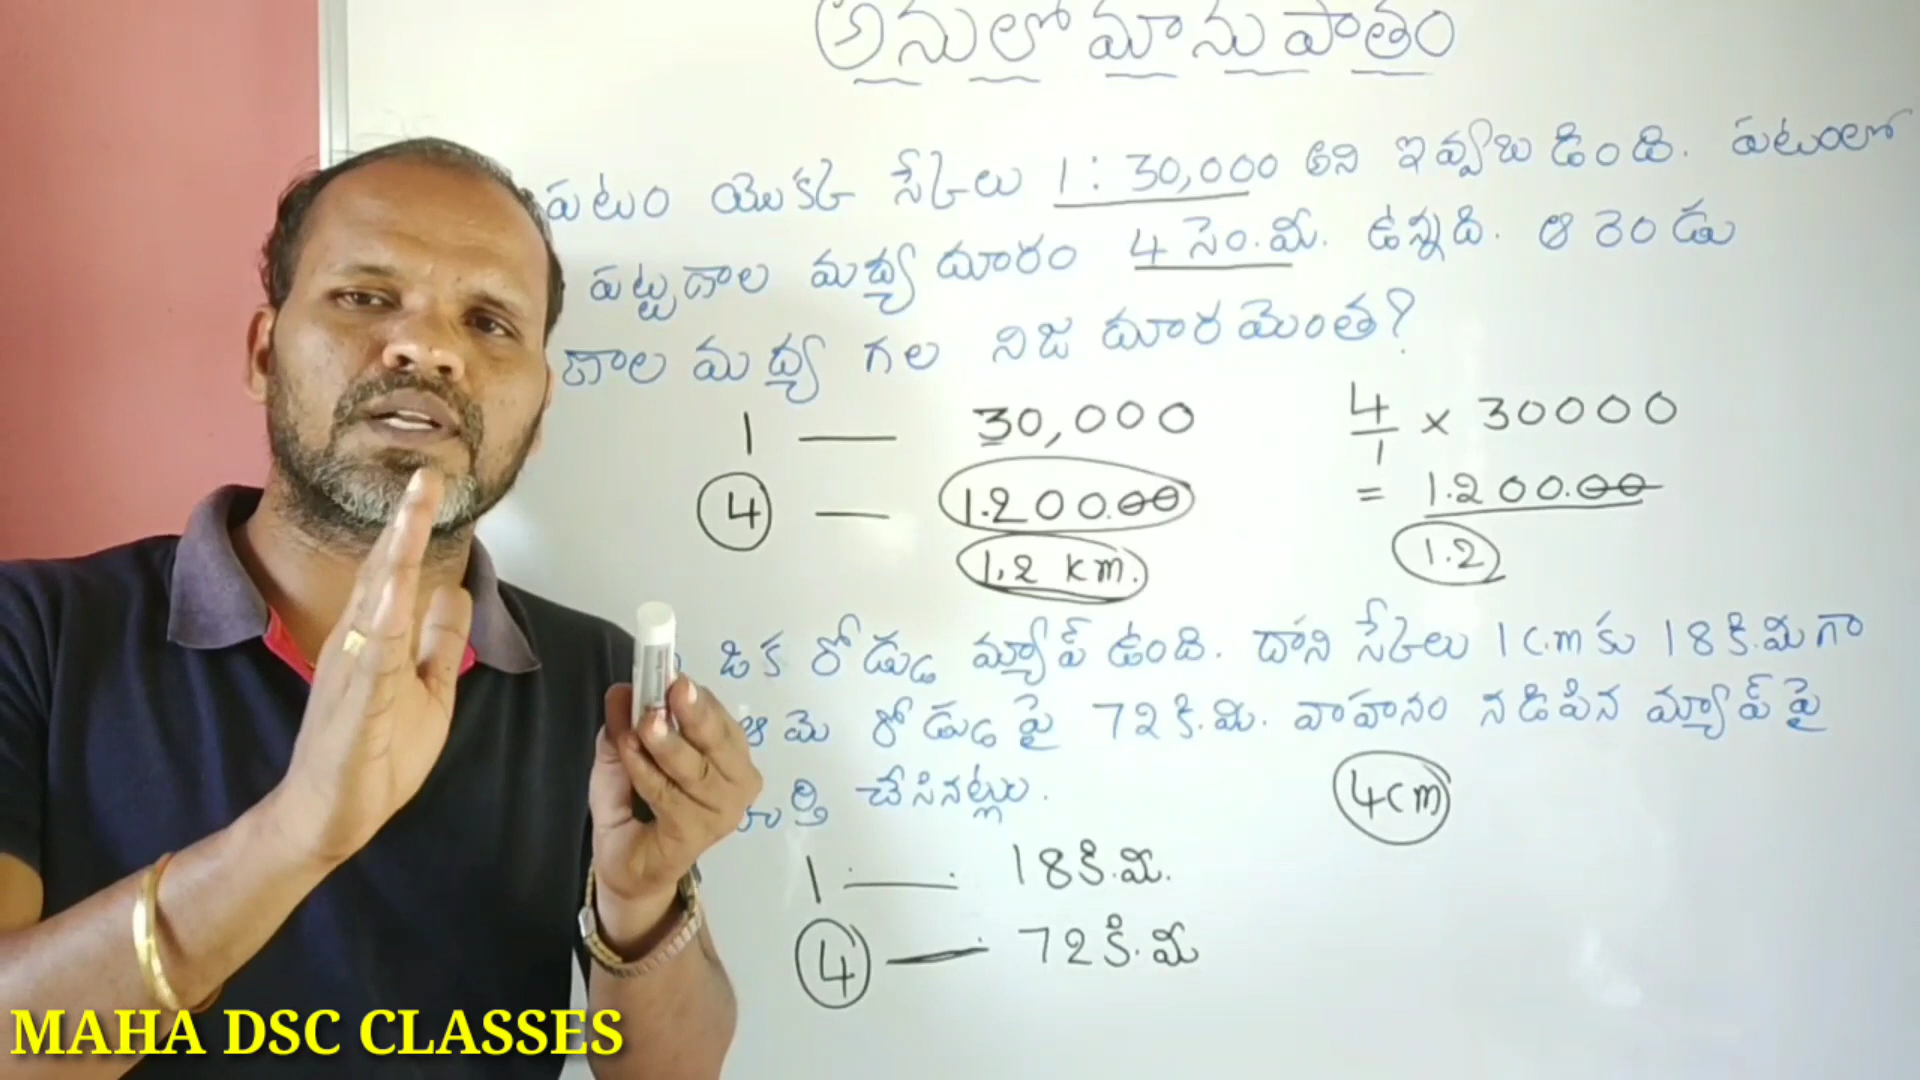 అనులోమానుపాతం
పటం యొక్క స్కేలు 1 : 30,000 అని ఇవ్వబడింది. పటంలో
పట్టణాల మధ్య దూరం 4 సెం.మీ. ఉన్నది. ఆ రెండు
ణాల మధ్య గల నిజ దూరమెంత?
1 — 30,000
4/1 × 30000
4 — 1.200.00
= 1.200.00
1.2 km.
1.2
ఒక రోడ్డు మ్యాప్ ఉంది. దాని స్కేలు 1 C.m కు 18 కి.మీ గా
ఆమె రోడ్డు పై 72 కి.మీ. వాహనం నడిపిన మ్యాప్ పై
ర్తి చేసినట్లు.
4cm
1 — 18 కి.మీ.
4 — 72 కి.మీ
MAHA DSC CLASSES